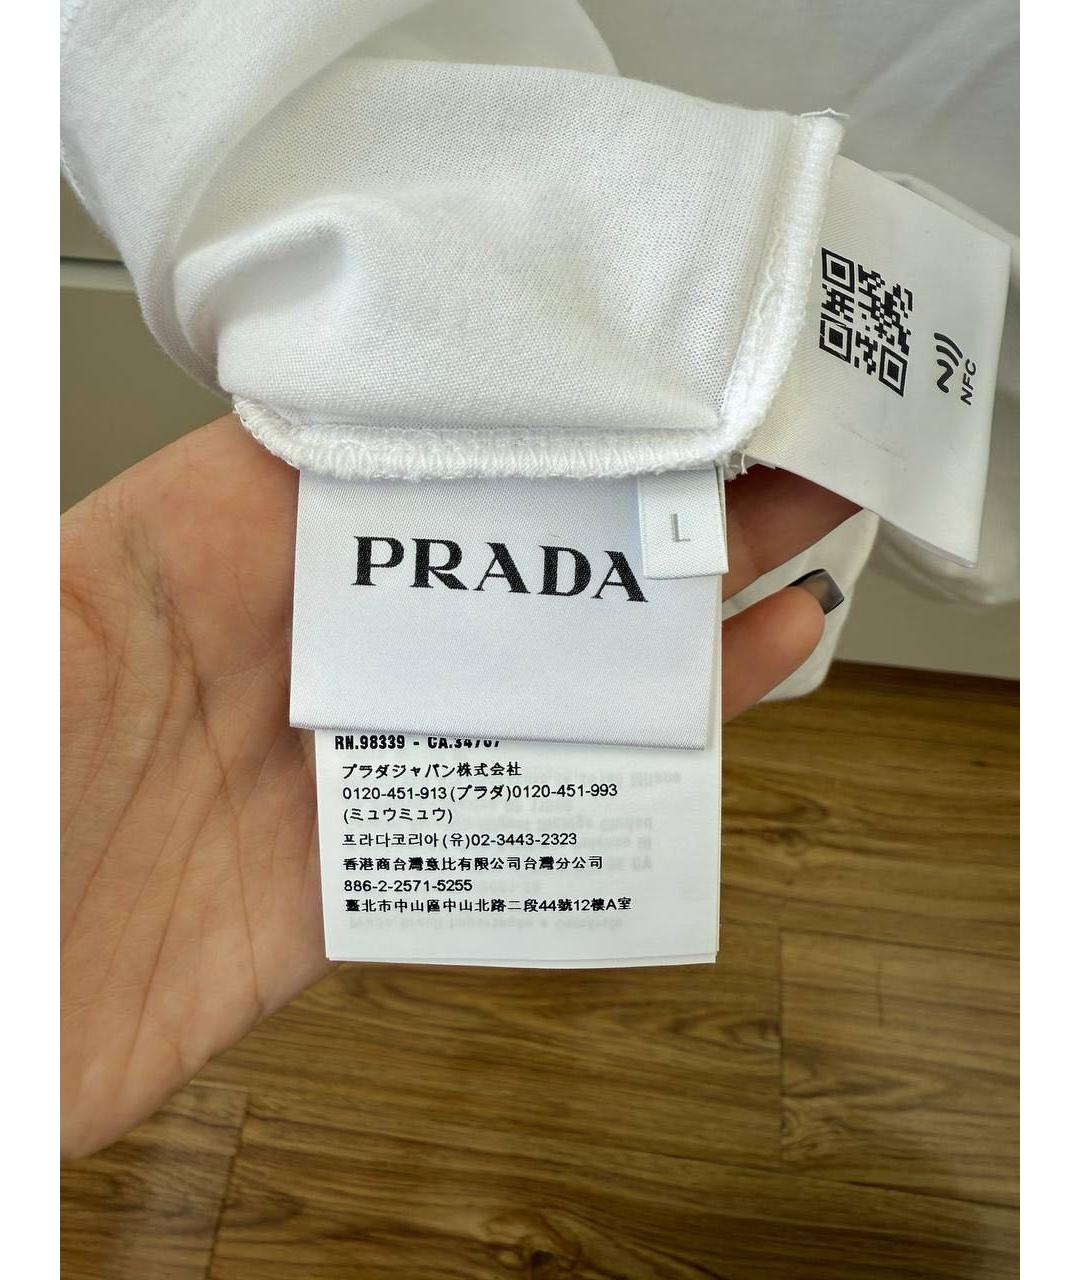 PRADA
L
RN.98339 - CA.34707
プラダジャパン株式会社
0120-451-913(プラダ)0120-451-993
(ミュウミュウ)
프라다코리아(유)02-3443-2323
香港商台灣意比有限公司台灣分公司
886-2-2571-5255
臺北市中山區中山北路二段44號12樓A室
NFC